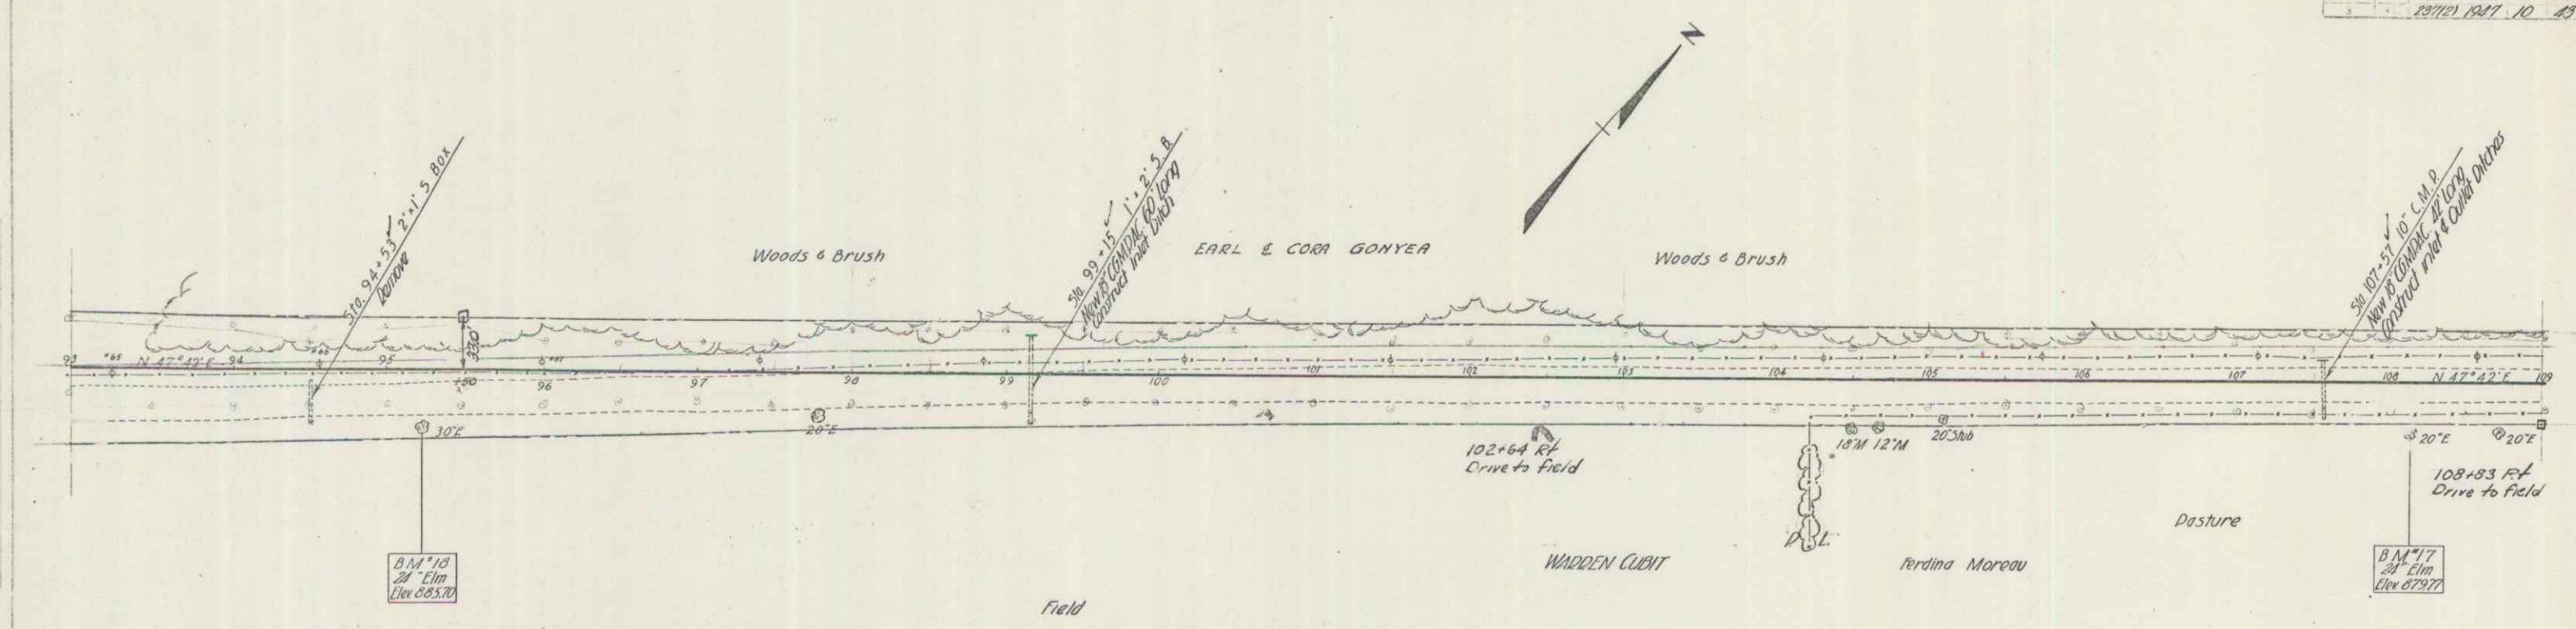 237(2) 1947 10 43
N
Sta. 94+53 2'x1' S Box
Remove
Woods & Brush
Sta. 99+15 1'x2' S.B.
New 18" CGMPAC. 60' Long
Construct Inlet Ditch
EARL & CORA GONYEA
Woods & Brush
Sta 107+57 10" C.M.P.
New 18" CGMPAC. 42' Long
Construct Inlet & Outlet Ditches
33.0'
93 +65 N 47°42'E 94 95 +50 96 97 98 99 100 101 102 103 104 105 106 107 108 N 47°42'E 109
30"E
20"E
102+64 Rt
Drive to field
18"M 12"M
20" Stub
20"E
20"E
108+83 Rt
Drive to field
P.L.
Pasture
BM #18
24" Elm
Elev. 885.70
WARREN CUBIT
Ferdina Moreau
BM #17
24" Elm
Elev. 879.77
Field